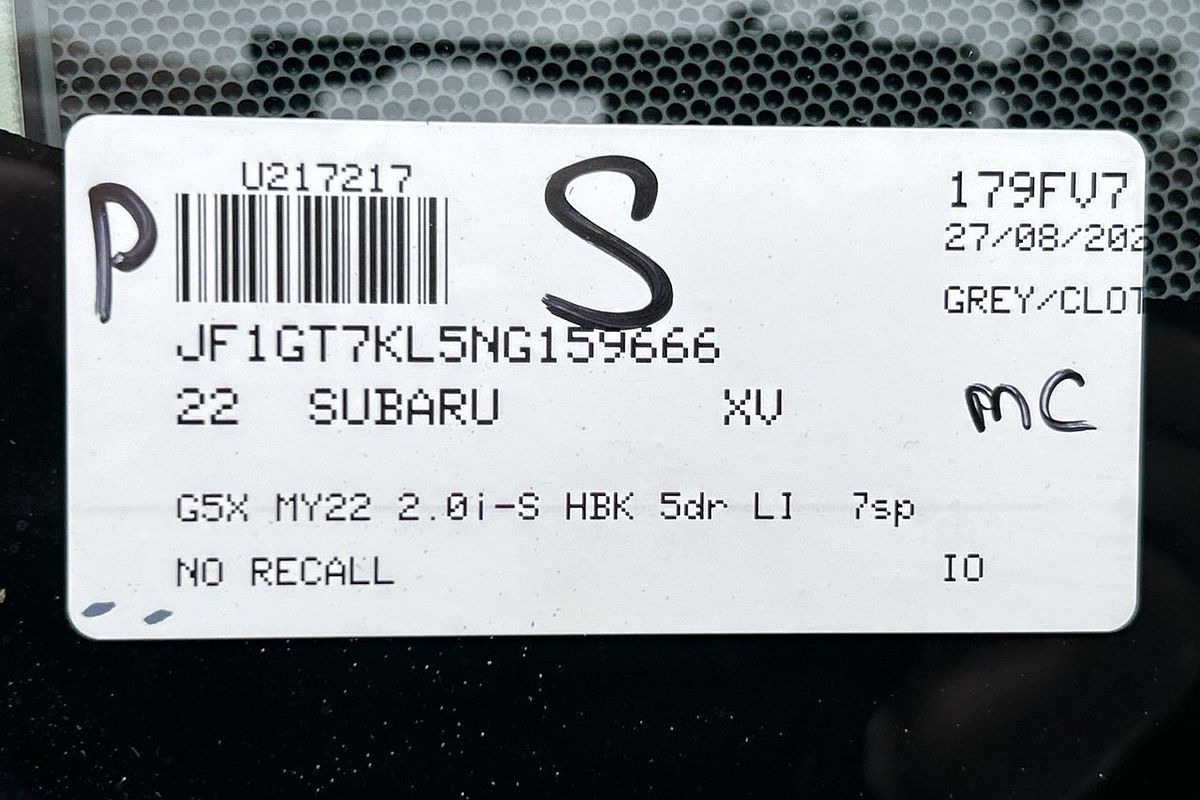 U217217
P
S
179FV7
27/08/202
GREY/CLOT
JF1GT7KL5NG159666
22 SUBARU XV
MC
G5X MY22 2.0i-S HBK 5dr LI 7sp
NO RECALL
IO